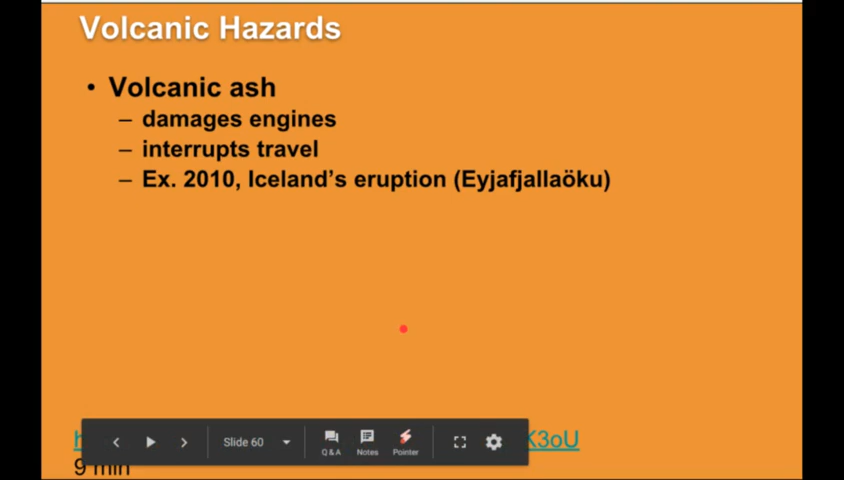 Volcanic Hazards
• Volcanic ash
– damages engines
– interrupts travel
– Ex. 2010, Iceland's eruption (Eyjafjallaöku)
Slide 60
Q & A
Notes
Pointer
K3oU
9 min